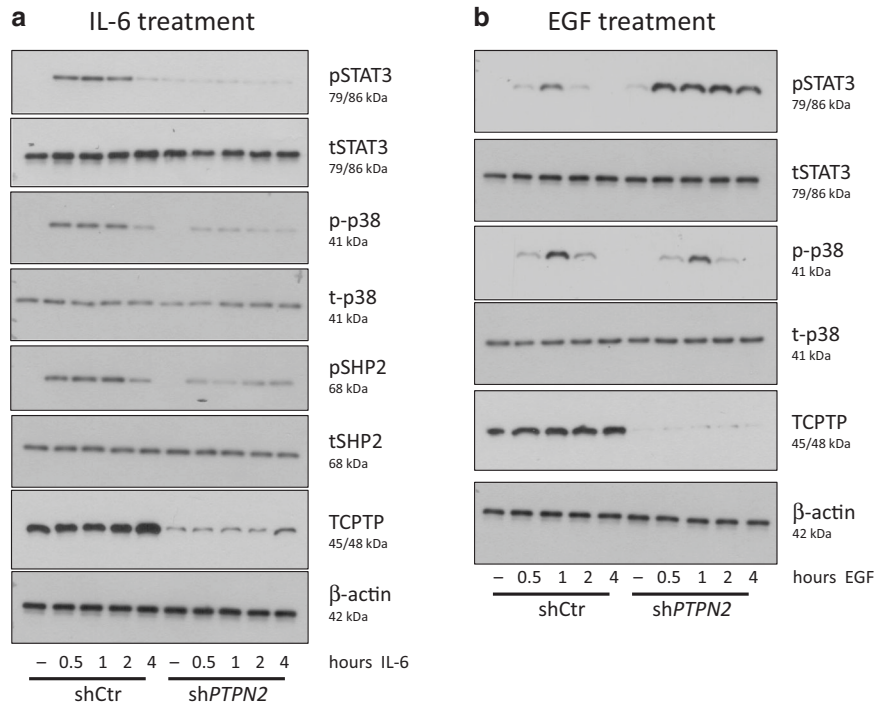 a
IL-6 treatment
pSTAT3
79/86 kDa
tSTAT3
79/86 kDa
p-p38
41 kDa
t-p38
41 kDa
pSHP2
68 kDa
tSHP2
68 kDa
TCPTP
45/48 kDa
β-actin
42 kDa
– 0.5 1 2 4 – 0.5 1 2 4 hours IL-6
shCtr shPTPN2
b
EGF treatment
pSTAT3
79/86 kDa
tSTAT3
79/86 kDa
p-p38
41 kDa
t-p38
41 kDa
TCPTP
45/48 kDa
β-actin
42 kDa
– 0.5 1 2 4 – 0.5 1 2 4 hours EGF
shCtr shPTPN2